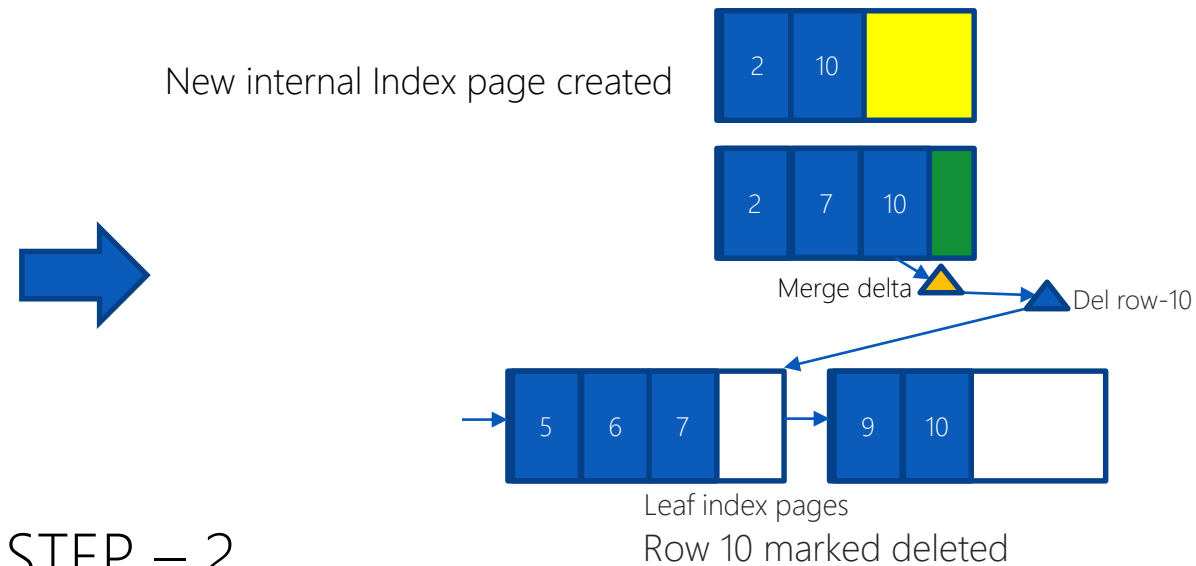 2 10
New internal Index page created
2 7 10
Merge delta
Del row-10
5 6 7
9 10
Leaf index pages
Row 10 marked deleted
STEP – 2